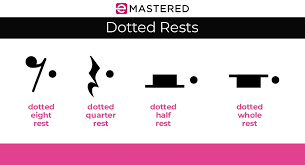 e MASTERED
Dotted Rests
dotted dotted dotted dotted
eight quarter half whole
rest rest rest rest